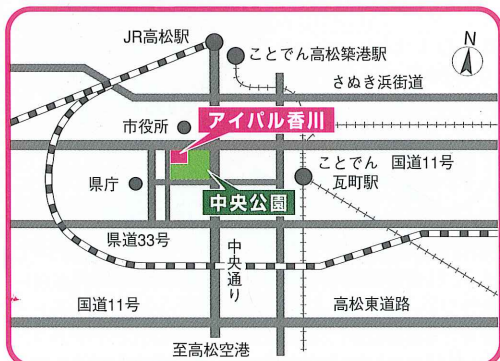 JR高松駅
N
ことでん高松築港駅
さぬき浜街道
市役所
アイパル香川
ことでん
瓦町駅
国道11号
県庁
中央公園
県道33号
中央通り
国道11号
高松東道路
至高松空港